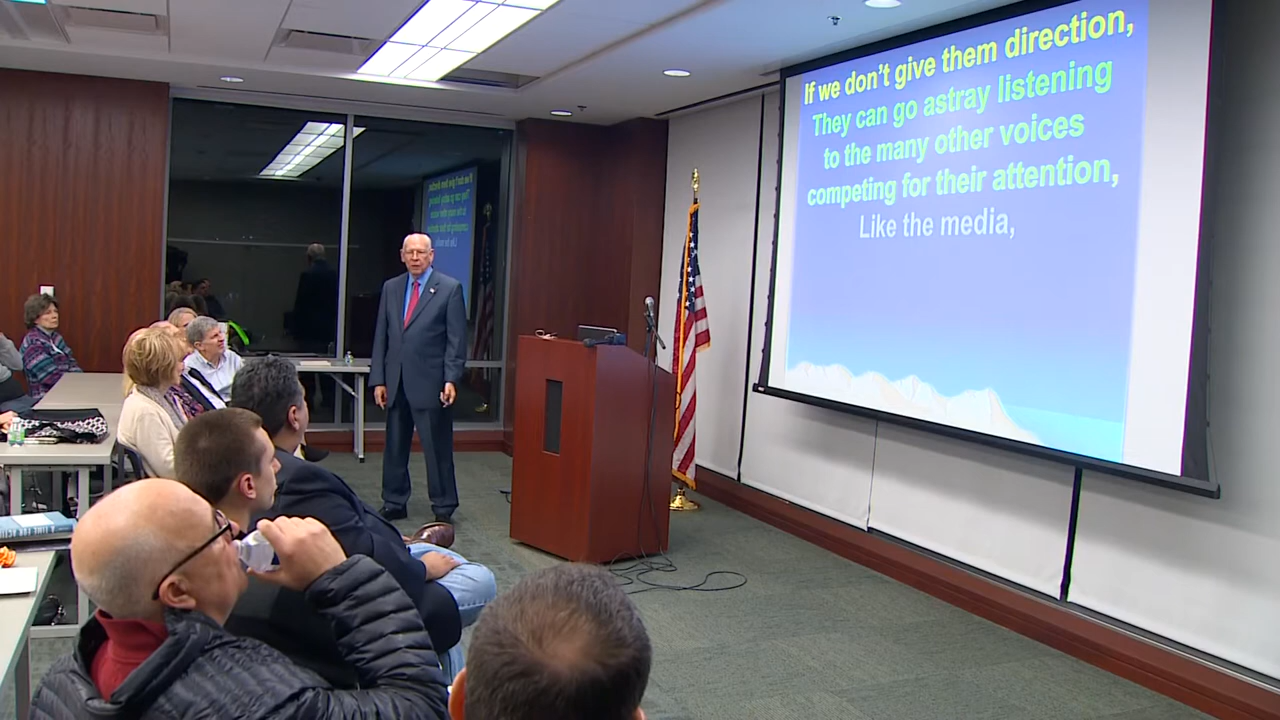 If we don't give them direction,
They can go astray listening
to the many other voices
competing for their attention,
Like the media,